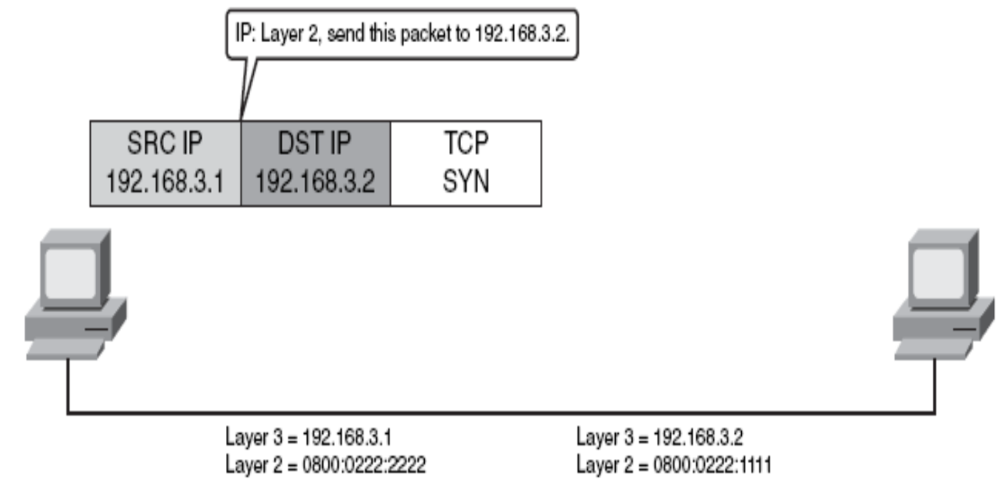 IP: Layer 2, send this packet to 192.168.3.2.
SRC IP DST IP TCP
192.168.3.1 192.168.3.2 SYN
Layer 3 = 192.168.3.1 Layer 3 = 192.168.3.2
Layer 2 = 0800:0222:2222 Layer 2 = 0800:0222:1111